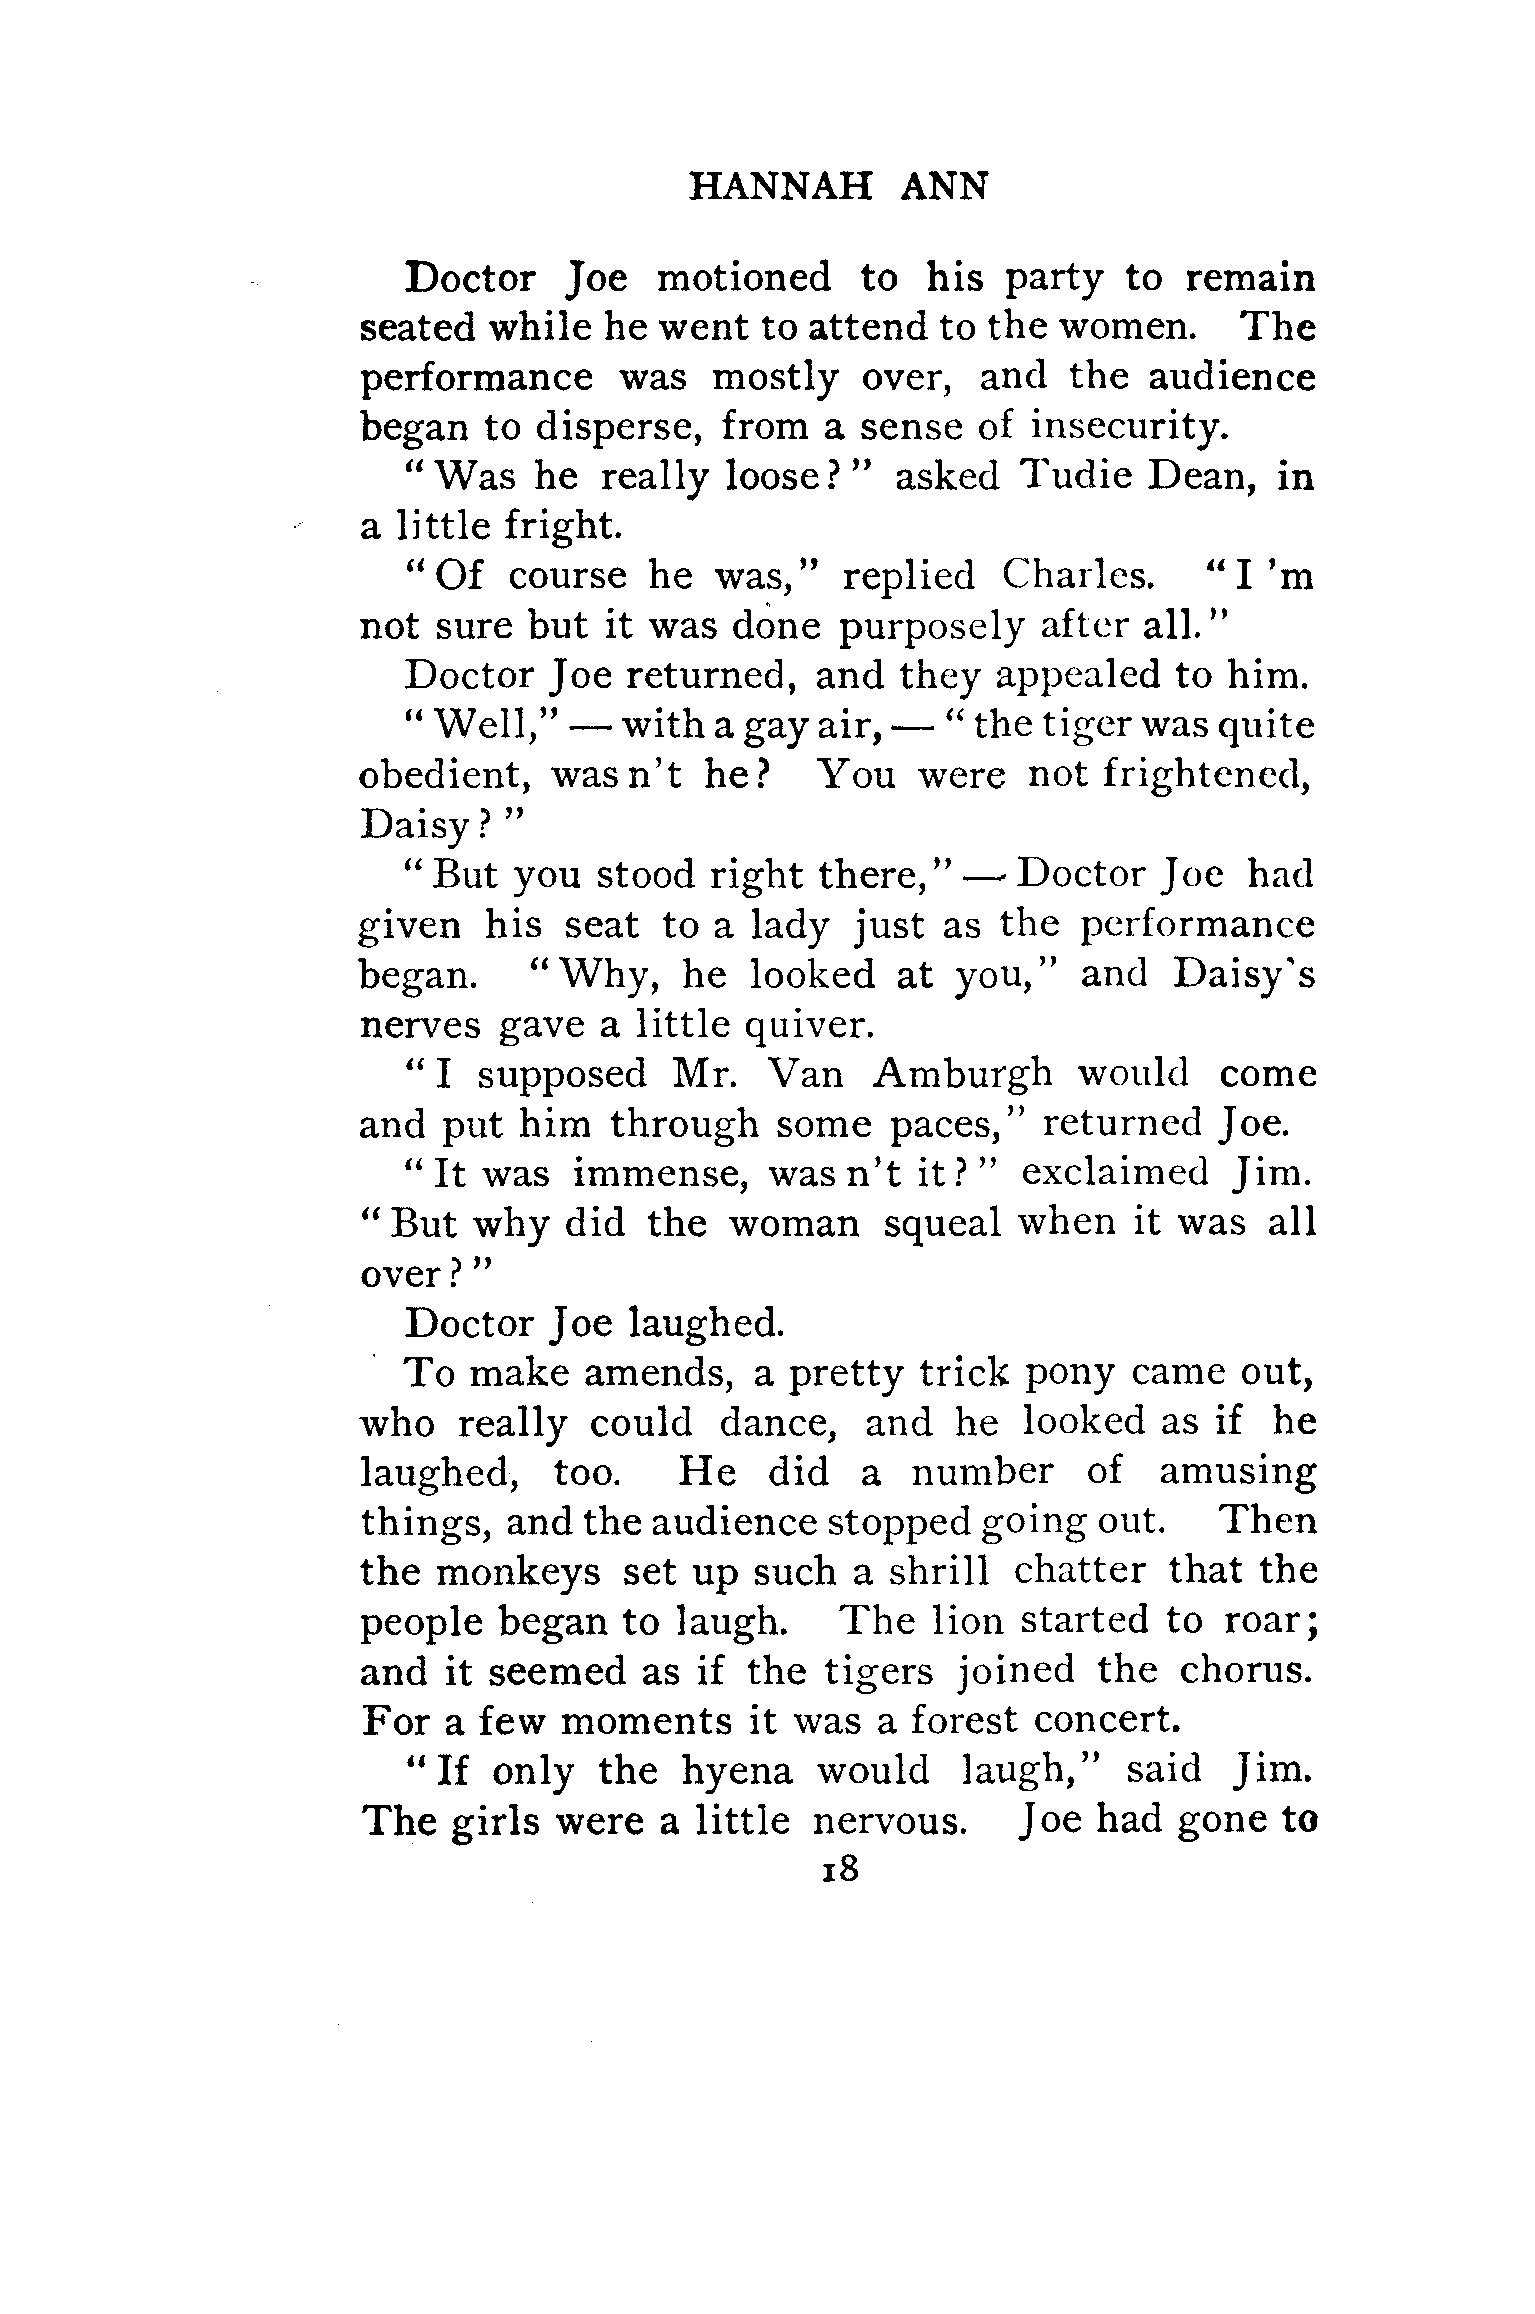 HANNAH ANN
Doctor Joe motioned to his party to remain
seated while he went to attend to the women. The
performance was mostly over, and the audience
began to disperse, from a sense of insecurity.
“Was he really loose?” asked Tudie Dean, in
a little fright.
“Of course he was,” replied Charles. “I 'm
not sure but it was done purposely after all.”
Doctor Joe returned, and they appealed to him.
“Well,” — with a gay air, — “the tiger was quite
obedient, was n't he? You were not frightened,
Daisy?”
“But you stood right there,” — Doctor Joe had
given his seat to a lady just as the performance
began. “Why, he looked at you,” and Daisy's
nerves gave a little quiver.
“I supposed Mr. Van Amburgh would come
and put him through some paces,” returned Joe.
“It was immense, was n't it?” exclaimed Jim.
“But why did the woman squeal when it was all
over?”
Doctor Joe laughed.
To make amends, a pretty trick pony came out,
who really could dance, and he looked as if he
laughed, too. He did a number of amusing
things, and the audience stopped going out. Then
the monkeys set up such a shrill chatter that the
people began to laugh. The lion started to roar;
and it seemed as if the tigers joined the chorus.
For a few moments it was a forest concert.
“If only the hyena would laugh,” said Jim.
The girls were a little nervous. Joe had gone to
18